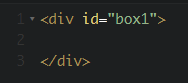 1 <div id="box1">
2
3 </div>